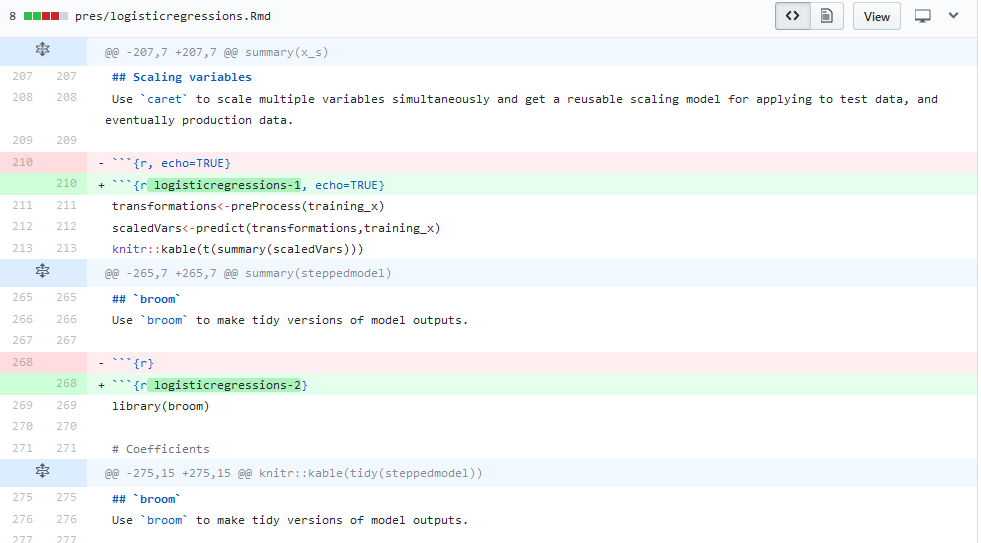 8 pres/logisticregressions.Rmd <> View
@@ -207,7 +207,7 @@ summary(x_s)
207 207 ## Scaling variables
208 208 Use `caret` to scale multiple variables simultaneously and get a reusable scaling model for applying to test data, and
eventually production data.
209 209
210 - ```{r, echo=TRUE}
210 + ```{r logisticregressions-1, echo=TRUE}
211 211 transformations<-preProcess(training_x)
212 212 scaledVars<-predict(transformations,training_x)
213 213 knitr::kable(t(summary(scaledVars)))
@@ -265,7 +265,7 @@ summary(steppedmodel)
265 265 ## `broom`
266 266 Use `broom` to make tidy versions of model outputs.
267 267
268 - ```{r}
268 + ```{r logisticregressions-2}
269 269 library(broom)
270 270
271 271 # Coefficients
@@ -275,15 +275,15 @@ knitr::kable(tidy(steppedmodel))
275 275 ## `broom`
276 276 Use `broom` to make tidy versions of model outputs.
277 277